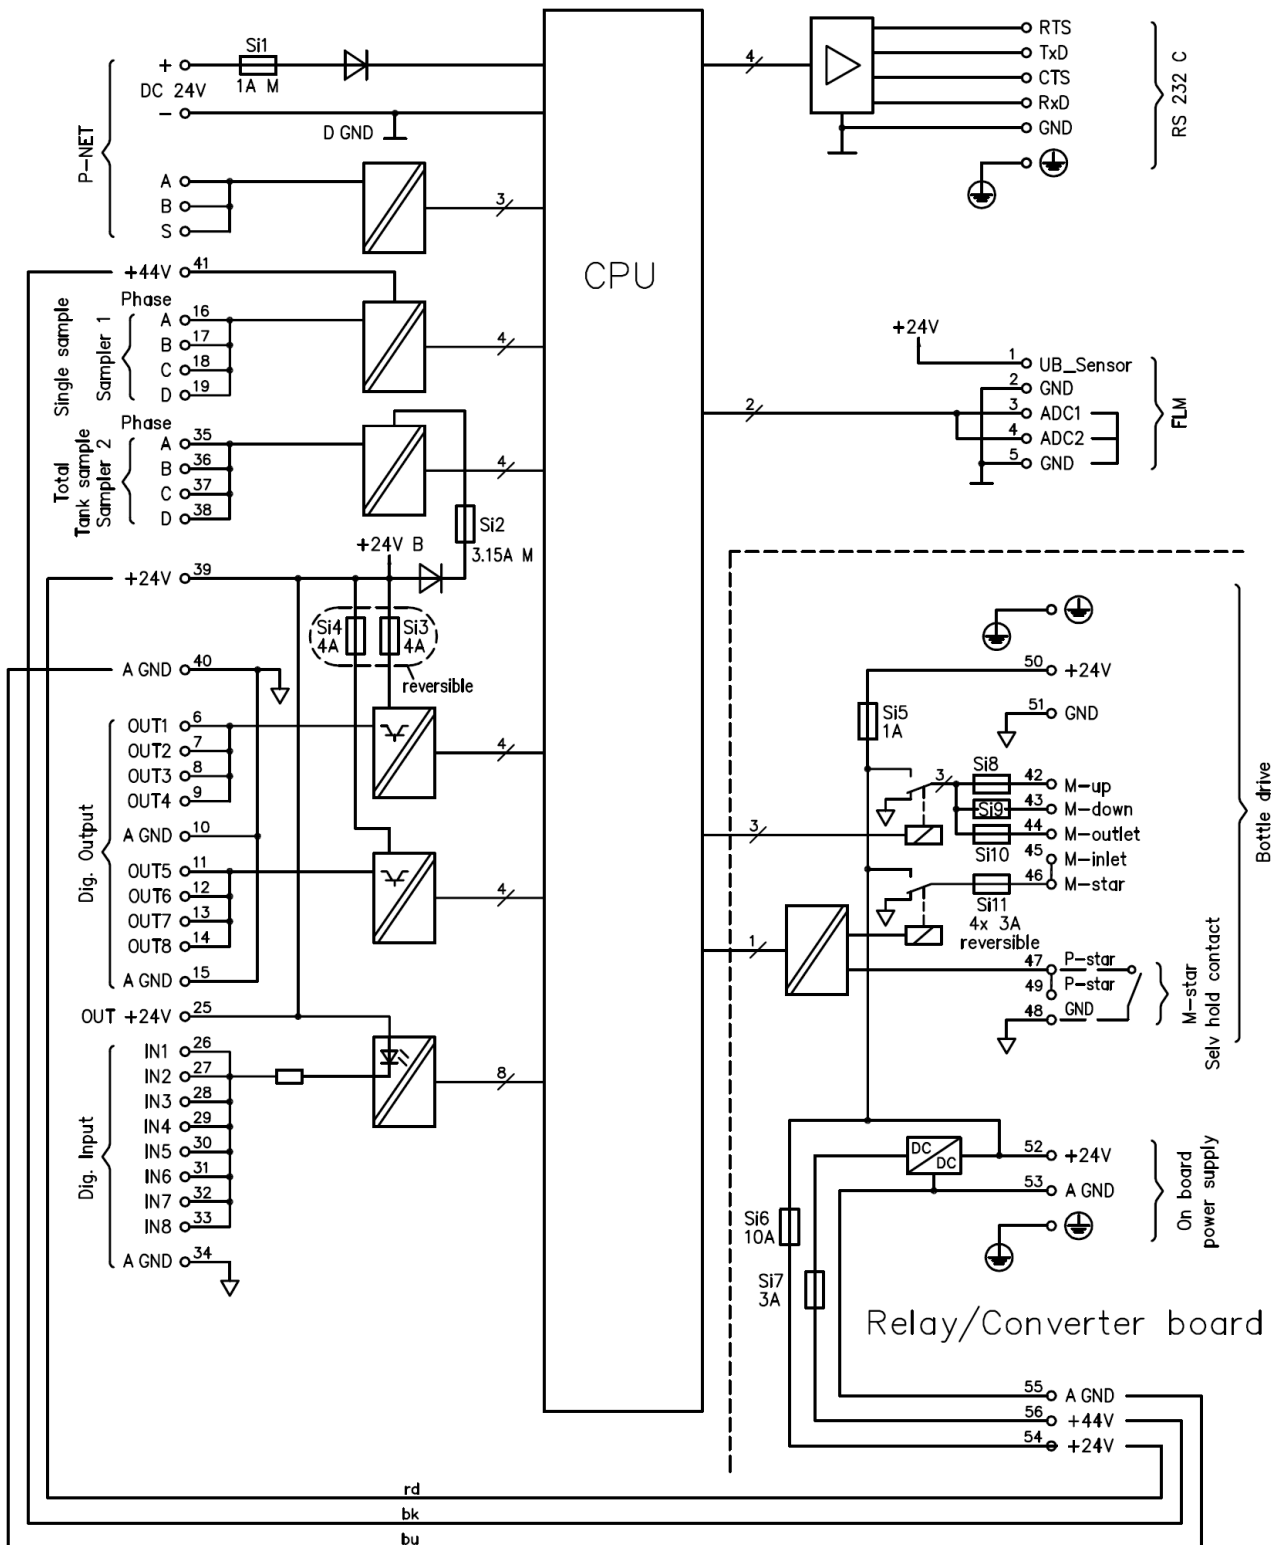 P-NET
+
DC 24V
−
Si1
1A M
D GND
A
B
S
3
+44V 41
Single sample
Sampler 1
Phase
A 16
B 17
C 18
D 19
4
Total
Tank sample
Sampler 2
Phase
A 35
B 36
C 37
D 38
4
Si2
3.15A M
+24V B
+24V 39
Si4
4A
Si3
4A
reversible
A GND 40
Dig. Output
OUT1 6
OUT2 7
OUT3 8
OUT4 9
4
A GND 10
OUT5 11
OUT6 12
OUT7 13
OUT8 14
4
A GND 15
OUT +24V 25
Dig. Input
IN1 26
IN2 27
IN3 28
IN4 29
IN5 30
IN6 31
IN7 32
IN8 33
8
A GND 34
CPU
4
RTS
TxD
CTS
RxD
GND
RS 232 C
+24V
2
1 UB_Sensor
2 GND
3 ADC1
4 ADC2
5 GND
FLM
50 +24V
Si5
1A
51 GND
3
3
Si8
42 M-up
Si9
43 M-down
44 M-outlet
Si10
45 M-inlet
46 M-star
Si11
4x 3A
reversible
1
47 P-star
49 P-star
48 GND
M-star
Selv hold contact
Bottle drive
DC
DC
52 +24V
53 A GND
On board
power supply
Si6
10A
Si7
3A
Relay/Converter board
55 A GND
56 +44V
54 +24V
rd
bk
bu